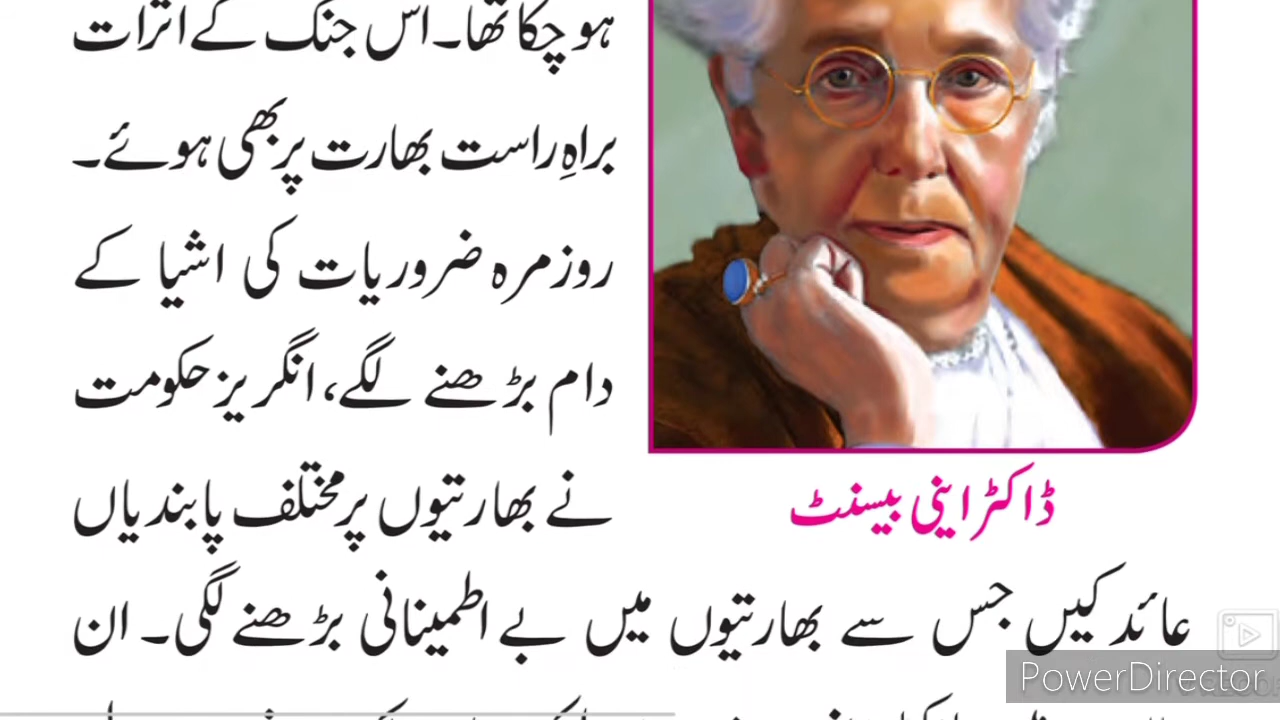 ہو چکا تھا۔ اس جنگ کے اثرات
براہِ راست بھارت پر بھی ہوئے۔
روزمرہ ضروریات کی اشیا کے
دام بڑھنے لگے، انگریز حکومت
نے بھارتیوں پر مختلف پابندیاں
ڈاکٹر اینی بیسنٹ
عائد کیں جس سے بھارتیوں میں بے اطمینانی بڑھنے لگی۔ ان
PowerDirector